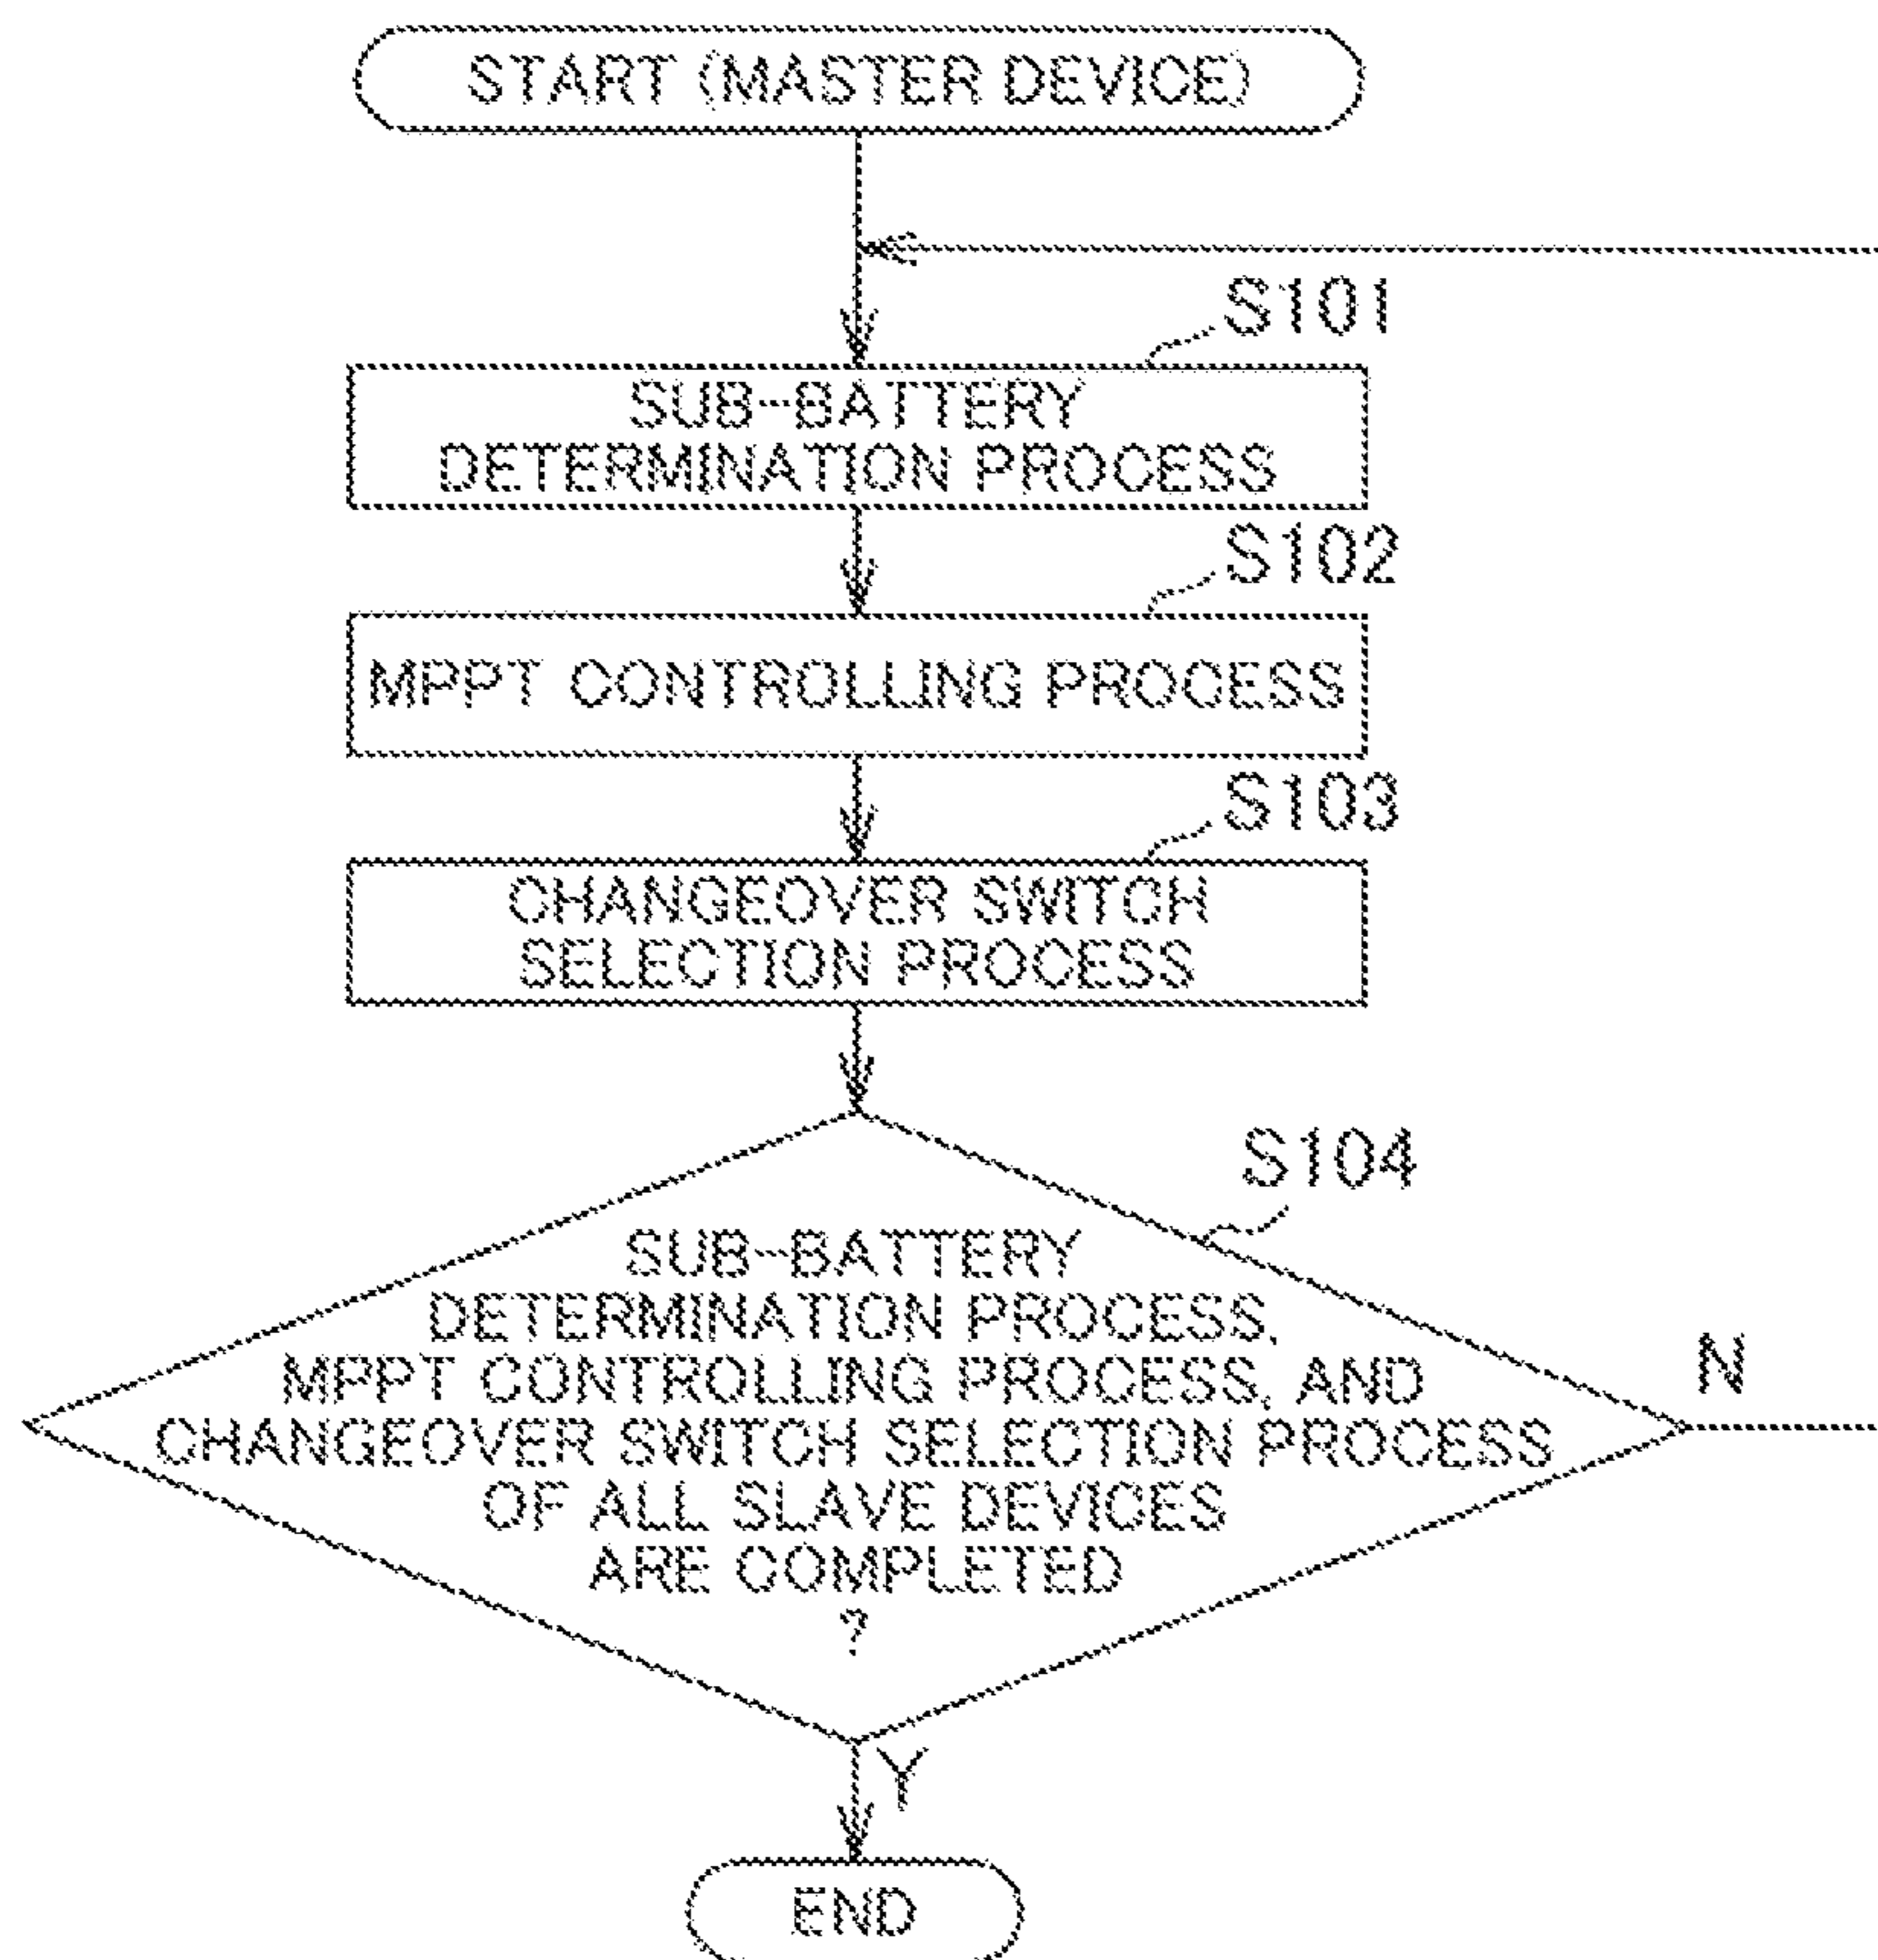 START (MASTER DEVICE)
S101
SUB-BATTERY
DETERMINATION PROCESS
S102
MPPT CONTROLLING PROCESS
S103
CHANGEOVER SWITCH
SELECTION PROCESS
S104
SUB-BATTERY
DETERMINATION PROCESS,
MPPT CONTROLLING PROCESS, AND
CHANGEOVER SWITCH SELECTION PROCESS
OF ALL SLAVE DEVICES
ARE COMPLETED
?
N
Y
END